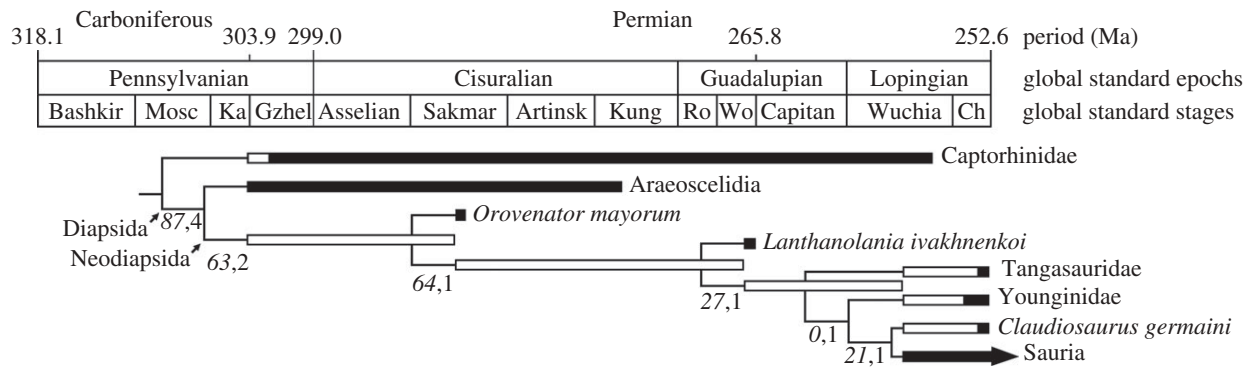 Carboniferous Permian
318.1 303.9 299.0 265.8 252.6 period (Ma)
Pennsylvanian Cisuralian Guadalupian Lopingian global standard epochs
Bashkir Mosc Ka Gzhel Asselian Sakmar Artinsk Kung Ro Wo Capitan Wuchia Ch global standard stages
Captorhinidae
Araeoscelidia
Diapsida 87,4 Orovenator mayorum
Neodiapsida 63,2 Lanthanolania ivakhnenkoi
64,1 Tangasauridae
27,1 Younginidae
0,1 Claudiosaurus germaini
21,1 Sauria